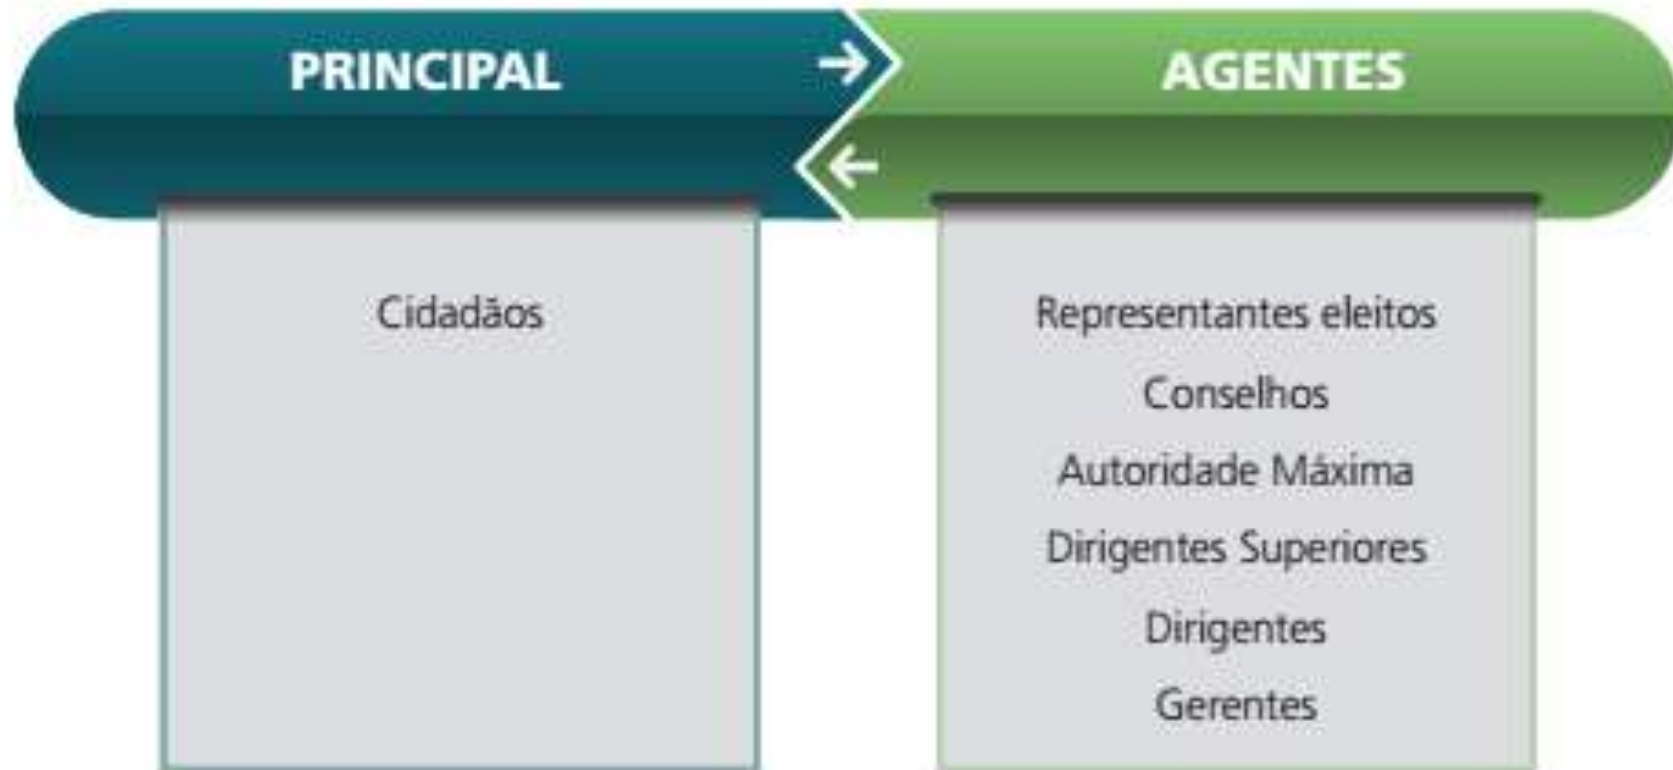 PRINCIPAL
Cidadãos
AGENTES
Representantes eleitos
Conselhos
Autoridade Máxima
Dirigentes Superiores
Dirigentes
Gerentes